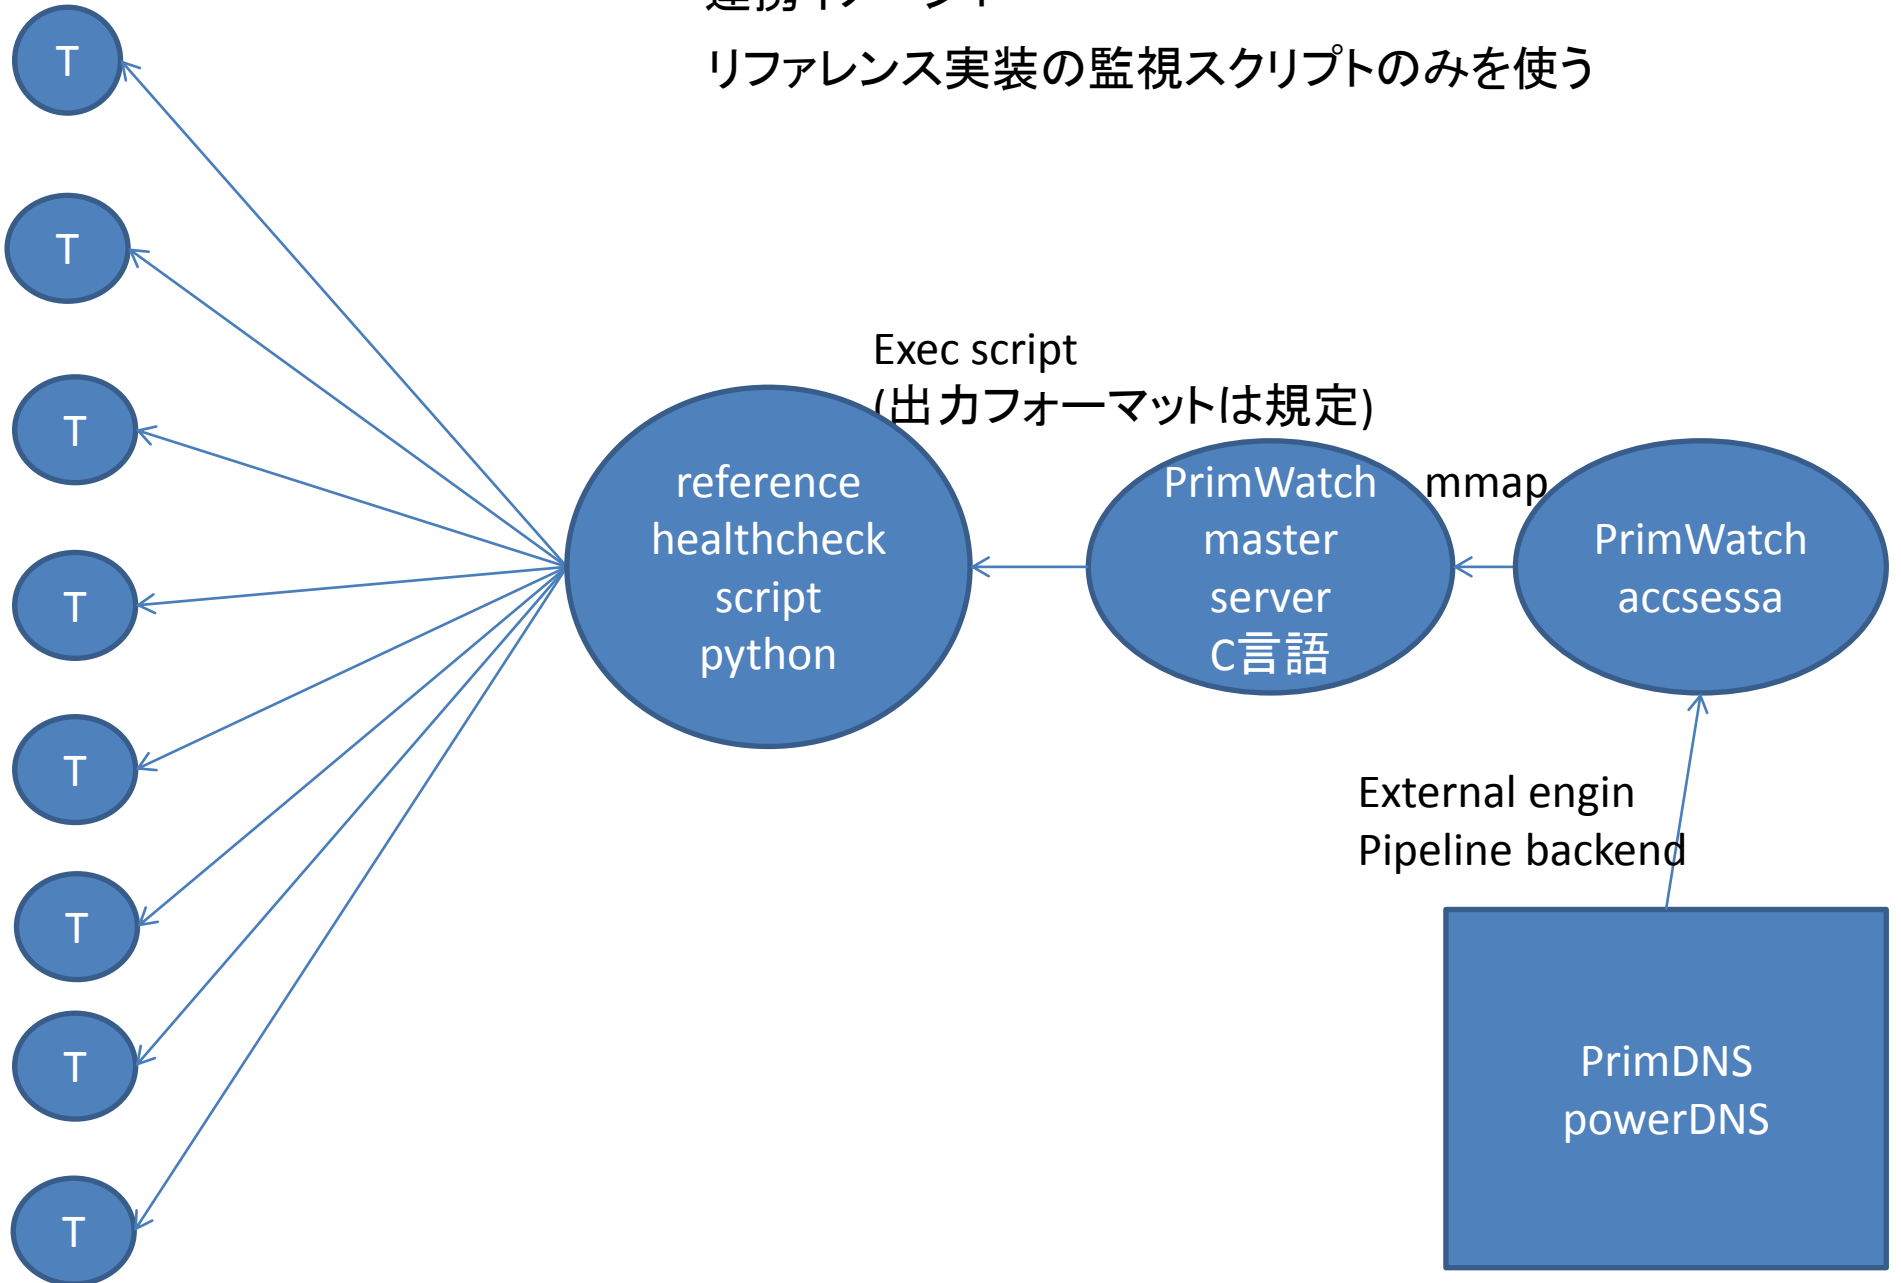 リファレンス実装の監視スクリプトのみを使う
T
T
T
T
T
T
T
T
Exec script
(出力フォーマットは規定)
reference
healthcheck
script
python
PrimWatch
master
server
C言語
mmap
PrimWatch
accsessa
External engin
Pipeline backend
PrimDNS
powerDNS